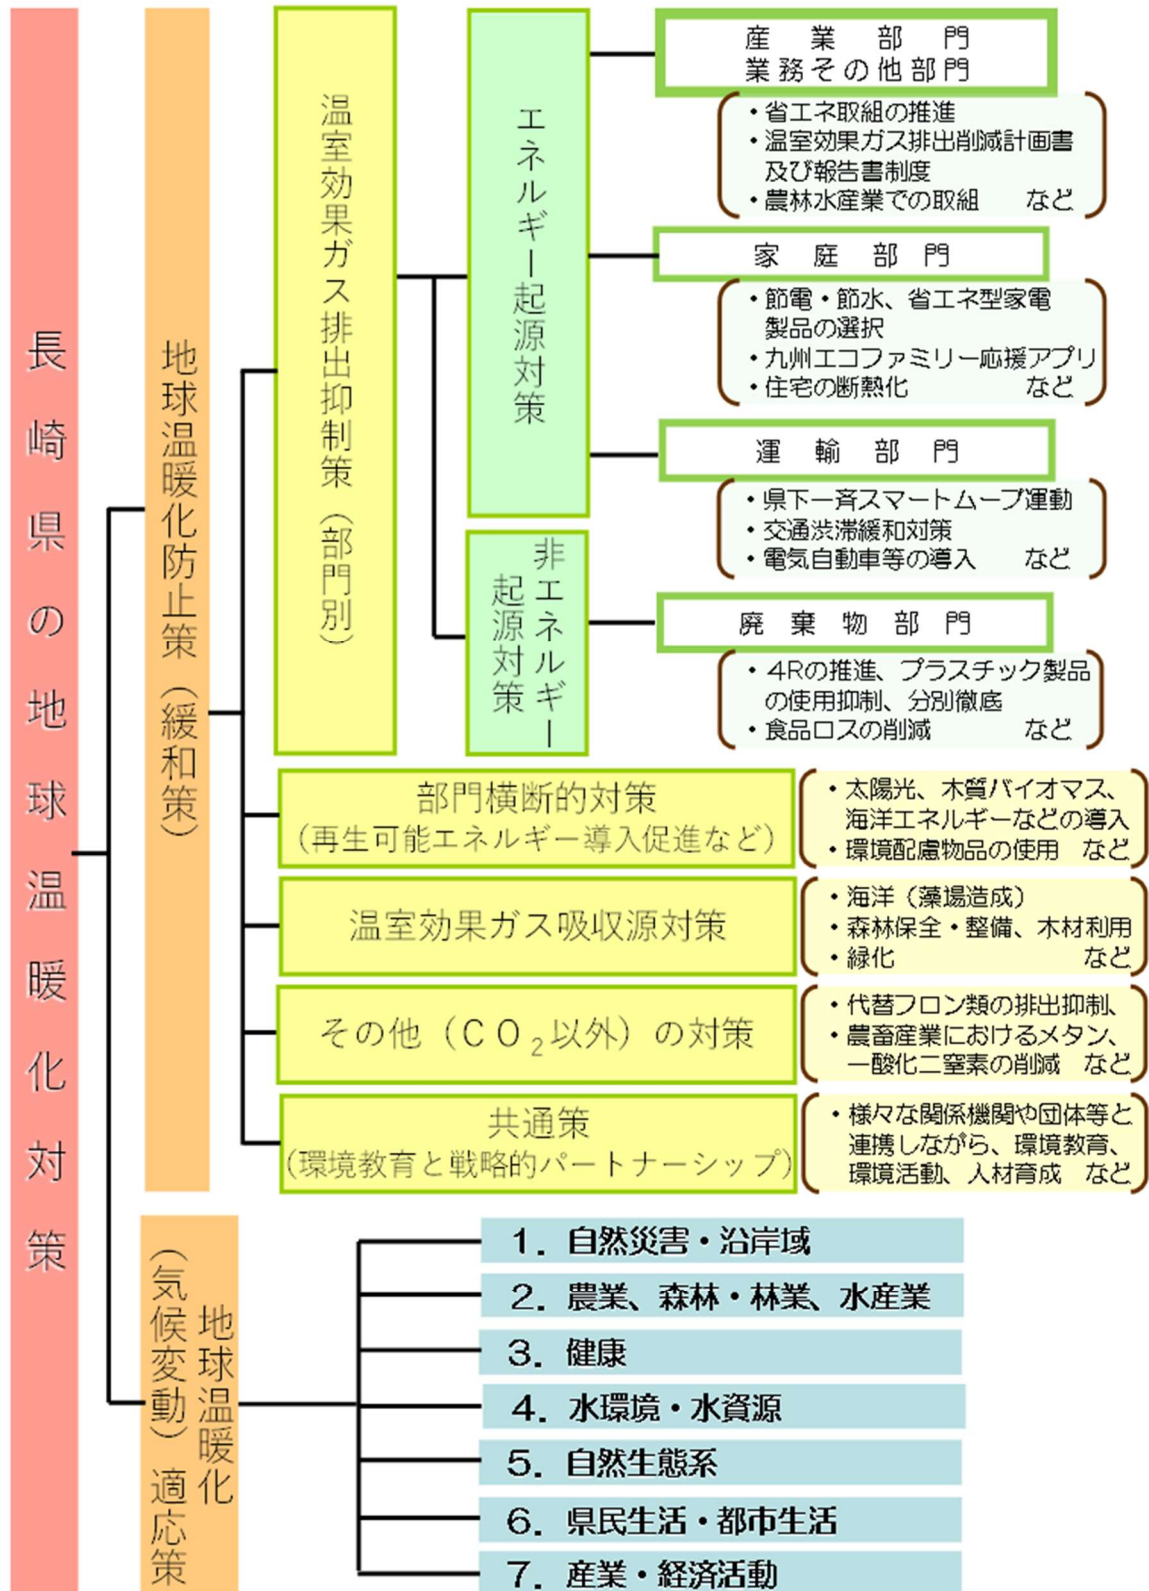 長崎県の地球温暖化対策
地球温暖化防止策（緩和策）
温室効果ガス排出抑制策（部門別）
エネルギー起源対策
産業部門
業務その他部門
・省エネ取組の推進
・温室効果ガス排出削減計画書
及び報告書制度
・農林水産業での取組　など
家庭部門
・節電・節水、省エネ型家電
製品の選択
・九州エコファミリー応援アプリ
・住宅の断熱化　など
運輸部門
・県下一斉スマートムーブ運動
・交通渋滞緩和対策
・電気自動車等の導入　など
非エネルギー
起源対策
廃棄物部門
・4Rの推進、プラスチック製品
の使用抑制、分別徹底
・食品ロスの削減　など
部門横断的対策
（再生可能エネルギー導入促進など）
・太陽光、木質バイオマス、
海洋エネルギーなどの導入
・環境配慮物品の使用　など
温室効果ガス吸収源対策
・海洋（藻場造成）
・森林保全・整備、木材利用
・緑化　など
その他（CO₂以外）の対策
・代替フロン類の排出抑制、
・農畜産業におけるメタン、
一酸化二窒素の削減　など
共通策
（環境教育と戦略的パートナーシップ）
・様々な関係機関や団体等と
連携しながら、環境教育、
環境活動、人材育成　など
地球温暖化
（気候変動）適応策
1．自然災害・沿岸域
2．農業、森林・林業、水産業
3．健康
4．水環境・水資源
5．自然生態系
6．県民生活・都市生活
7．産業・経済活動